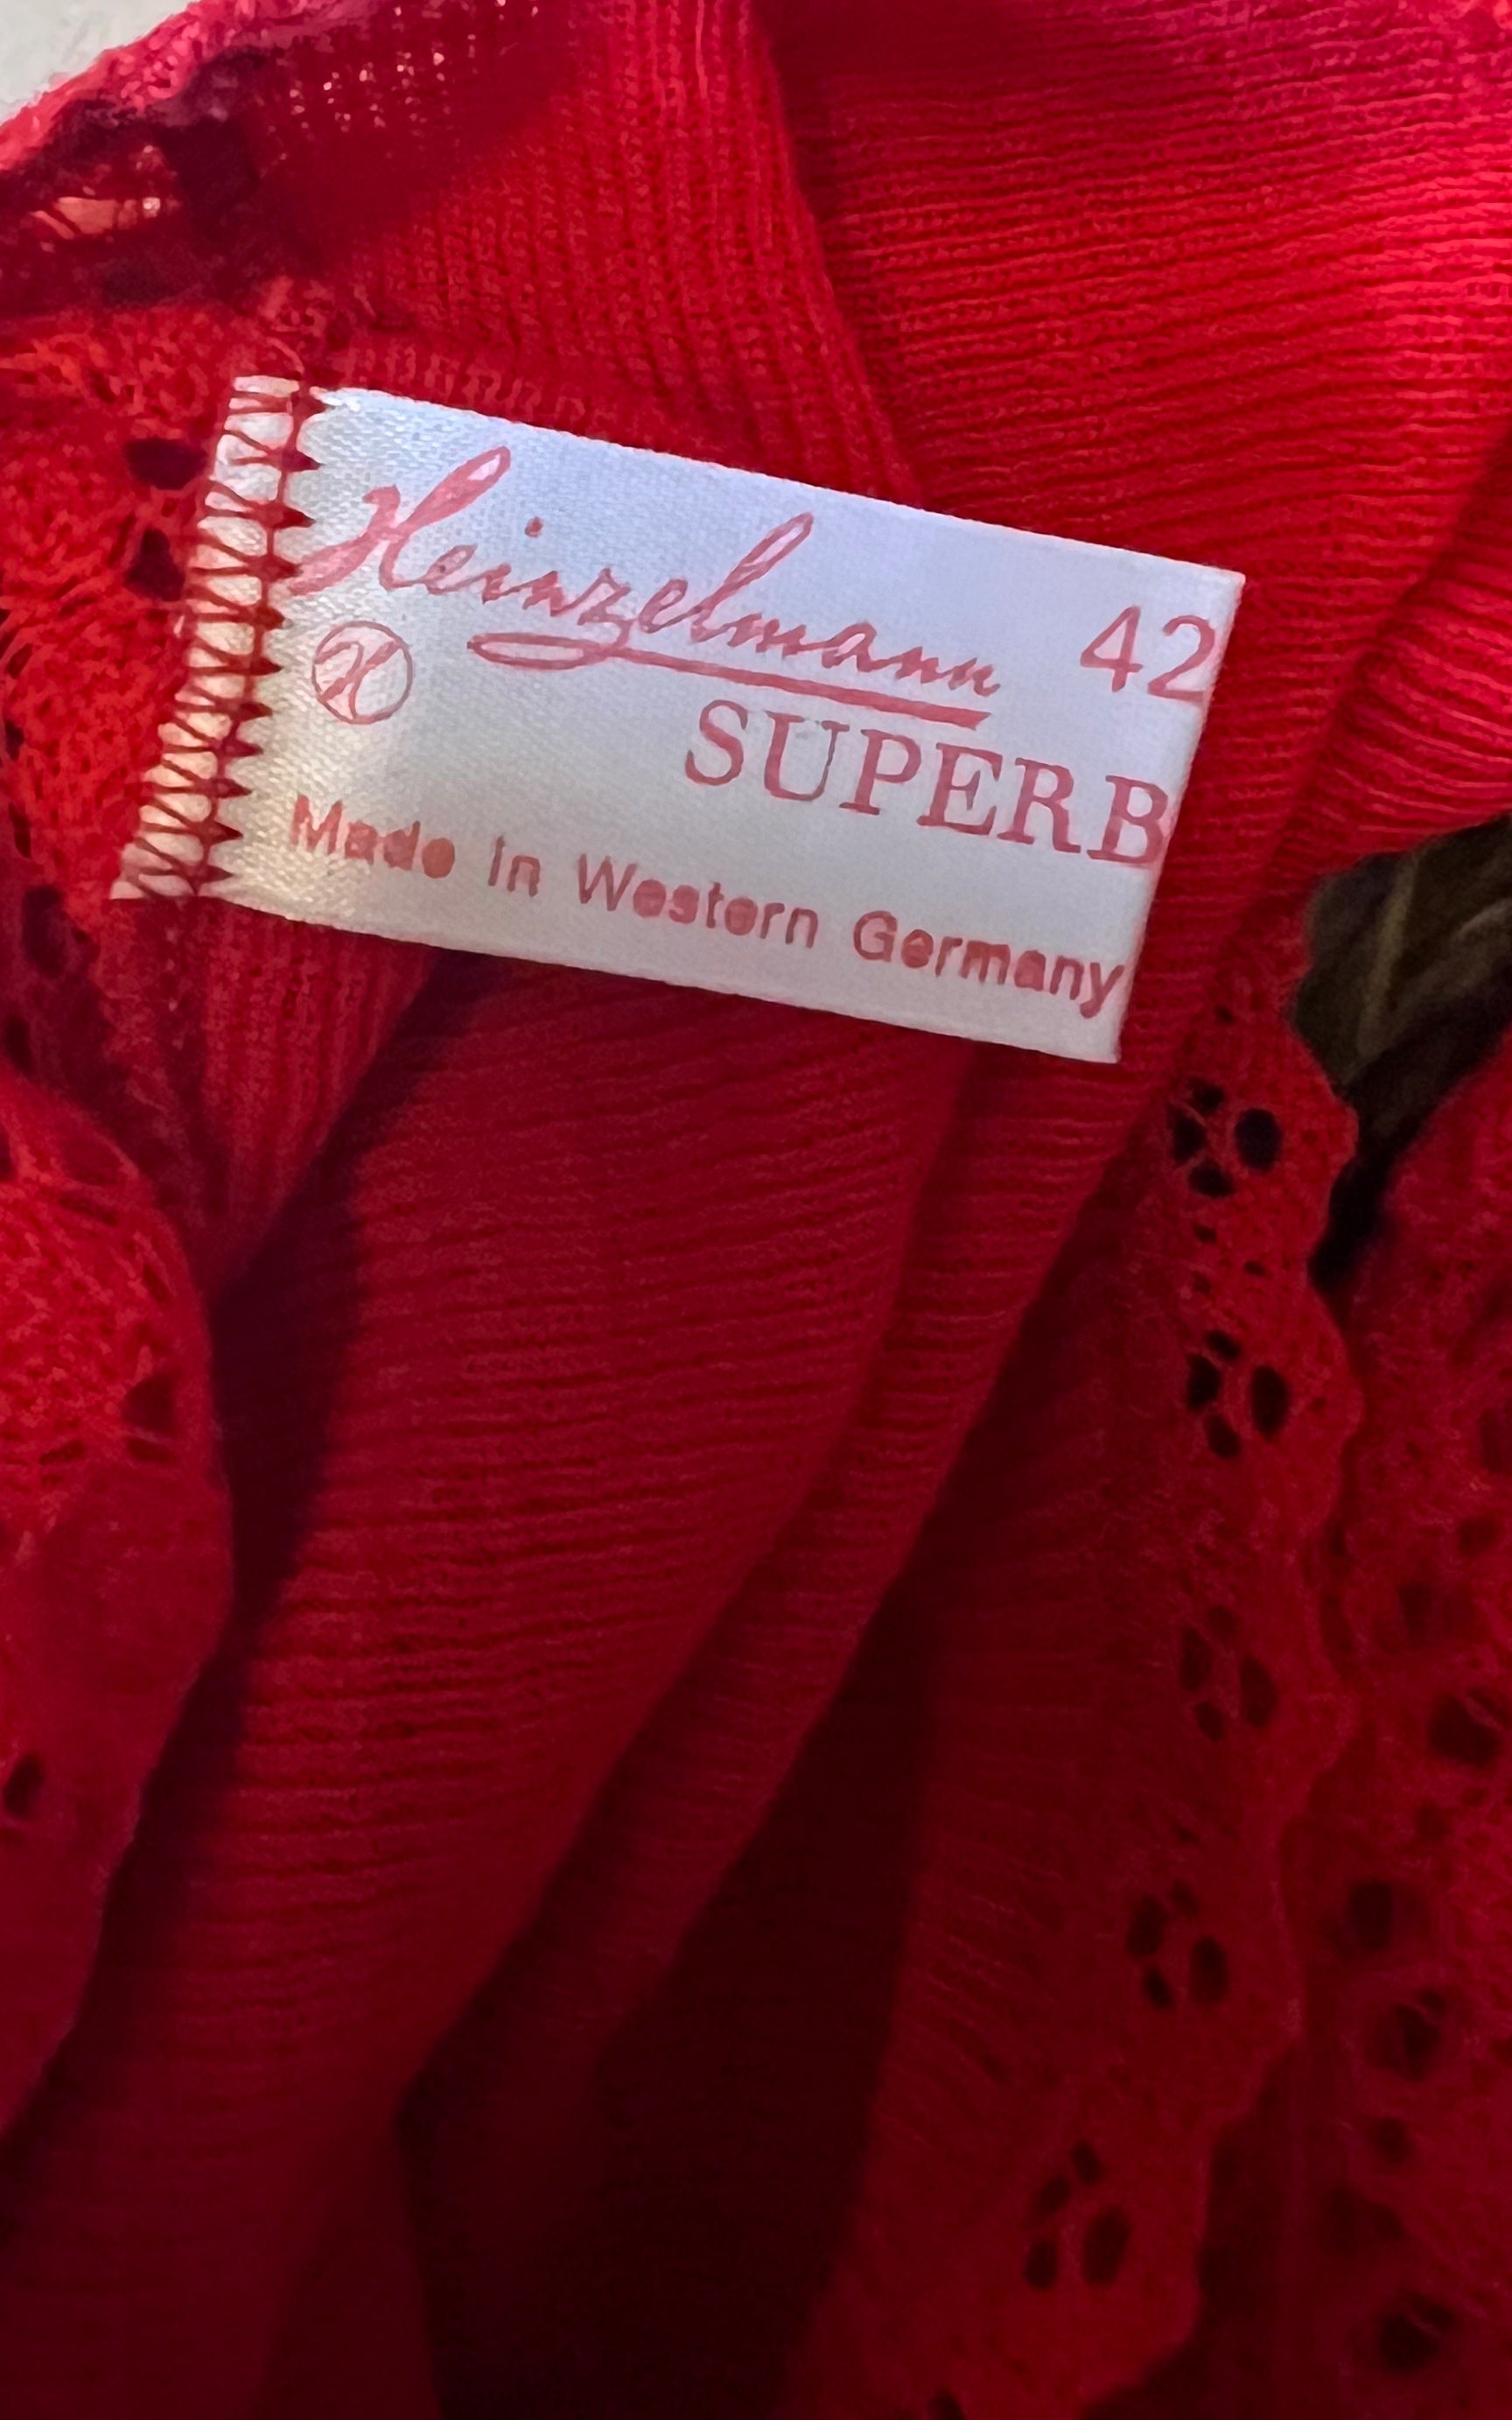 Heinzelmann 42
H SUPERB
Made in Western Germany